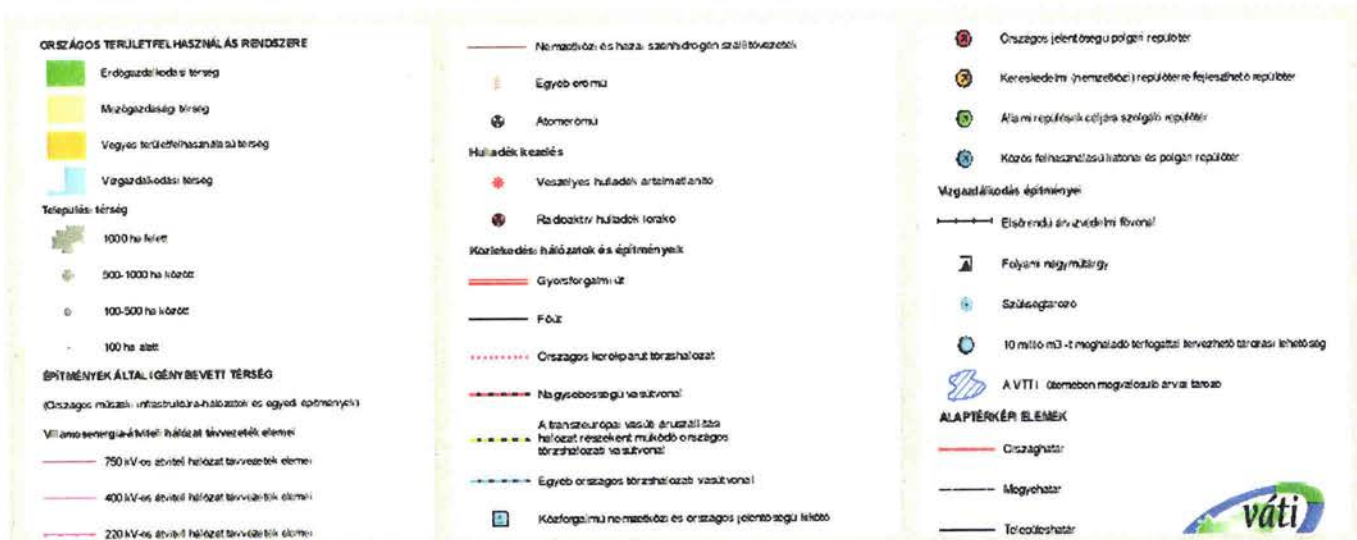 ORSZÁGOS TERÜLETFELHASZNÁLÁS RENDSZERE
Erdőgazdálkodási térség
Mezőgazdasági térség
Vegyes területfelhasználású térség
Vízgazdálkodási térség
Települési térség
1000 ha felett
500-1000 ha között
100-500 ha között
100 ha alatt
ÉPÍTMÉNYEK ÁLTAL IGÉNYBEVETT TÉRSÉG
(Országos műszaki infrastruktúra-hálózatok és egyedi építmények)
Villamosenergia-átviteli hálózat távvezeték elemei
750 kV-os átviteli hálózat távvezeték elemei
400 kV-os átviteli hálózat távvezeték elemei
220 kV-os átviteli hálózat távvezeték elemei
Nemzetközi és hazai szénhidrogén szállítóvezeték
Egyéb erőmű
Atomerőmű
Hulladék kezelés
Veszélyes hulladék ártalmatlanító
Radioaktív hulladék lerakó
Közlekedési hálózatok és építmények
Gyorsforgalmi út
Főút
Országos kerékpárút törzshálózat
Nagysebességű vasútvonal
A transzeurópai vasúti áruszállítási
hálózat részeként működő országos
törzshálózati vasútvonal
Egyéb országos törzshálózati vasútvonal
Közforgalmú nemzetközi és országos jelentőségű kikötő
Országos jelentőségű polgári repülőtér
Kereskedelmi (nemzetközi) repülőtérré fejleszthető repülőtér
Állami repülések céljára szolgáló repülőtér
Közös felhasználású katonai és polgári repülőtér
Vízgazdálkodás építményei
Elsőrendű árvízvédelmi fővonal
Folyami nagyműtárgy
Szükségtározó
10 millió m3 -t meghaladó térfogattal tervezhető tározási lehetőség
A VTT I. ütemében megvalósuló árvízi tározó
ALAPTÉRKÉPI ELEMEK
Országhatár
Megyehatár
Településhatár
váti